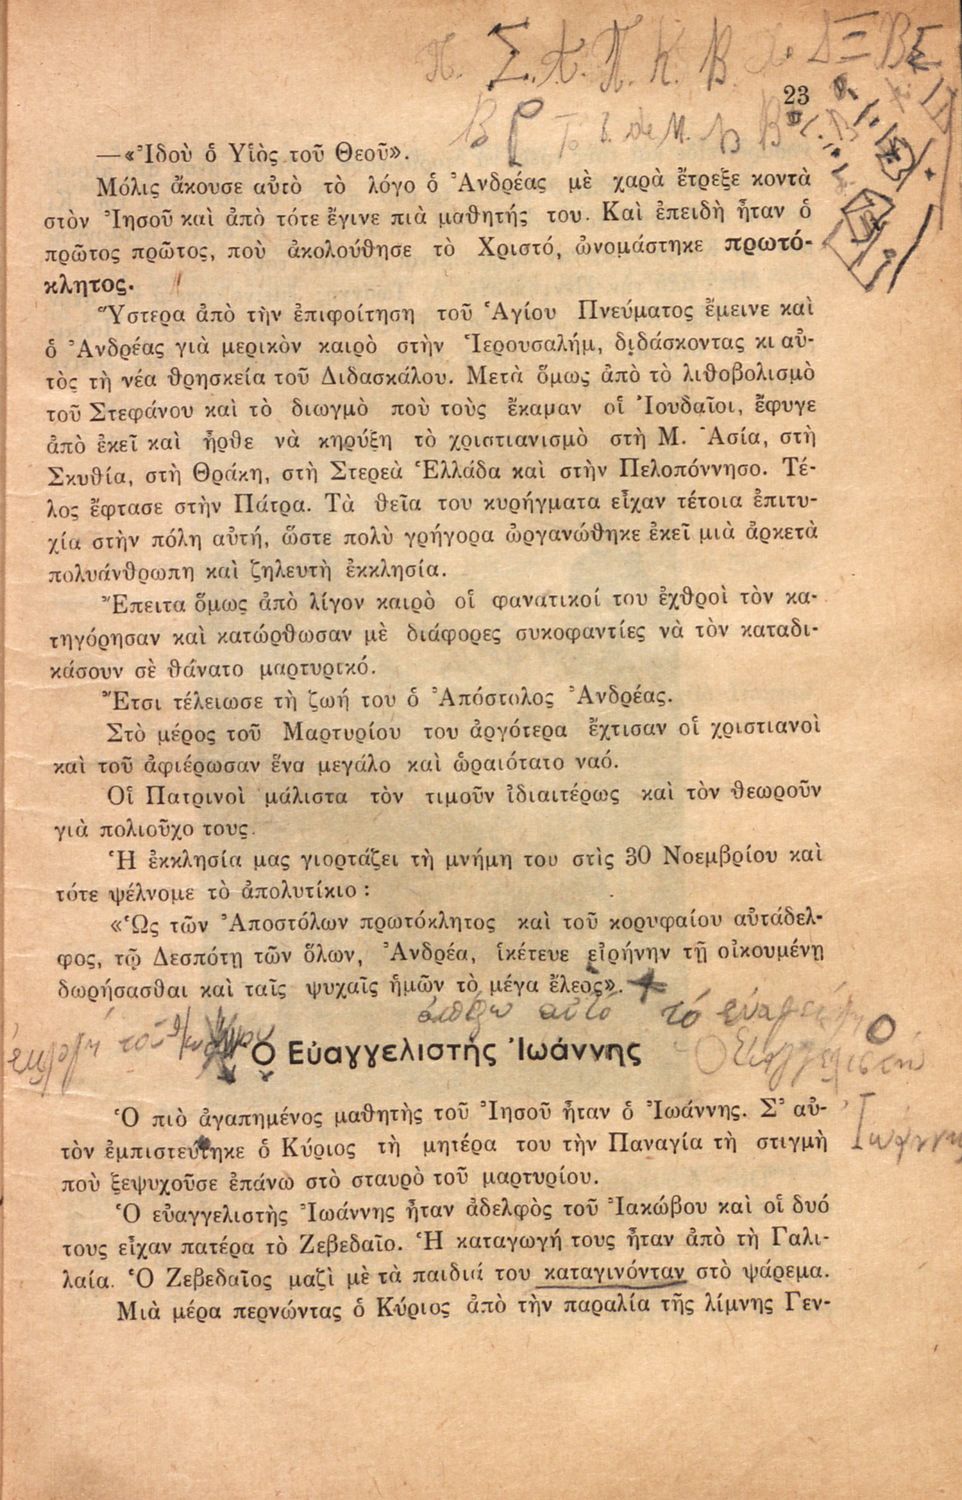 Σ. Χ. Π. Κ. Β.
23
—«Ἰδοὺ ὁ Υἱὸς τοῦ Θεοῦ».
Μόλις ἄκουσε αὐτὸ τὸ λόγο ὁ Ἀνδρέας μὲ χαρὰ ἔτρεξε κοντὰ
στὸν Ἰησοῦ καὶ ἀπὸ τότε ἔγινε πιὰ μαθητής του. Καὶ ἐπειδὴ ἦταν ὁ
πρῶτος πρῶτος, ποὺ ἀκολούθησε τὸ Χριστό, ὠνομάστηκε πρωτό-
κλητος.
Ὕστερα ἀπὸ τὴν ἐπιφοίτηση τοῦ Ἁγίου Πνεύματος ἔμεινε καὶ
ὁ Ἀνδρέας γιὰ μερικὸν καιρὸ στὴν Ἱερουσαλήμ, διδάσκοντας κι αὐ-
τὸς τὴ νέα θρησκεία τοῦ Διδασκάλου. Μετὰ ὅμως ἀπὸ τὸ λιθοβολισμὸ
τοῦ Στεφάνου καὶ τὸ διωγμὸ ποὺ τοὺς ἔκαμαν οἱ Ἰουδαῖοι, ἔφυγε
ἀπὸ ἐκεῖ καὶ ἦρθε νὰ κηρύξη τὸ χριστιανισμὸ στὴ Μ. Ἀσία, στὴ
Σκυθία, στὴ Θράκη, στὴ Στερεὰ Ἑλλάδα καὶ στὴν Πελοπόννησο. Τέ-
λος ἔφτασε στὴν Πάτρα. Τὰ θεῖα του κυρήγματα εἶχαν τέτοια ἐπιτυ-
χία στὴν πόλη αὐτή, ὥστε πολὺ γρήγορα ὠργανώθηκε ἐκεῖ μιὰ ἀρκετὰ
πολυάνθρωπη καὶ ζηλευτὴ ἐκκλησία.
Ἔπειτα ὅμως ἀπὸ λίγον καιρὸ οἱ φανατικοί του ἐχθροὶ τὸν κα-
τηγόρησαν καὶ κατώρθωσαν μὲ διάφορες συκοφαντίες νὰ τὸν καταδι-
κάσουν σὲ θάνατο μαρτυρικό.
Ἔτσι τέλειωσε τὴ ζωή του ὁ Ἀπόστολος Ἀνδρέας.
Στὸ μέρος τοῦ Μαρτυρίου του ἀργότερα ἔχτισαν οἱ χριστιανοὶ
καὶ τοῦ ἀφιέρωσαν ἕνα μεγάλο καὶ ὡραιότατο ναό.
Οἱ Πατρινοὶ μάλιστα τὸν τιμοῦν ἰδιαιτέρως καὶ τὸν θεωροῦν
γιὰ πολιοῦχο τους.
Ἡ ἐκκλησία μας γιορτάζει τὴ μνήμη του στὶς 30 Νοεμβρίου καὶ
τότε ψέλνομε τὸ ἀπολυτίκιο :
«Ὡς τῶν Ἀποστόλων πρωτόκλητος καὶ τοῦ κορυφαίου αὐτάδελ-
φος, τῷ Δεσπότῃ τῶν ὅλων, Ἀνδρέα, ἱκέτευε εἰρήνην τῇ οἰκουμένῃ
δωρήσασθαι καὶ ταῖς ψυχαῖς ἡμῶν τὸ μέγα ἔλεος».
αὐτὸ τό
Ὁ Εὐαγγελιστής Ἰωάννης
Ὁ πιὸ ἀγαπημένος μαθητὴς τοῦ Ἰησοῦ ἦταν ὁ Ἰωάννης. Σ' αὐ-
τὸν ἐμπιστεύτηκε ὁ Κύριος τὴ μητέρα του τὴν Παναγία τὴ στιγμὴ
ποὺ ξεψυχοῦσε ἐπάνω στὸ σταυρὸ τοῦ μαρτυρίου.
Ὁ εὐαγγελιστὴς Ἰωάννης ἦταν ἀδελφὸς τοῦ Ἰακώβου καὶ οἱ δυό
τους εἶχαν πατέρα τὸ Ζεβεδαῖο. Ἡ καταγωγή τους ἦταν ἀπὸ τὴ Γαλι-
λαία. Ὁ Ζεβεδαῖος μαζὶ μὲ τὰ παιδιά του καταγινόνταν στὸ ψάρεμα.
Μιὰ μέρα περνώντας ὁ Κύριος ἀπὸ τὴν παραλία τῆς λίμνης Γεν-